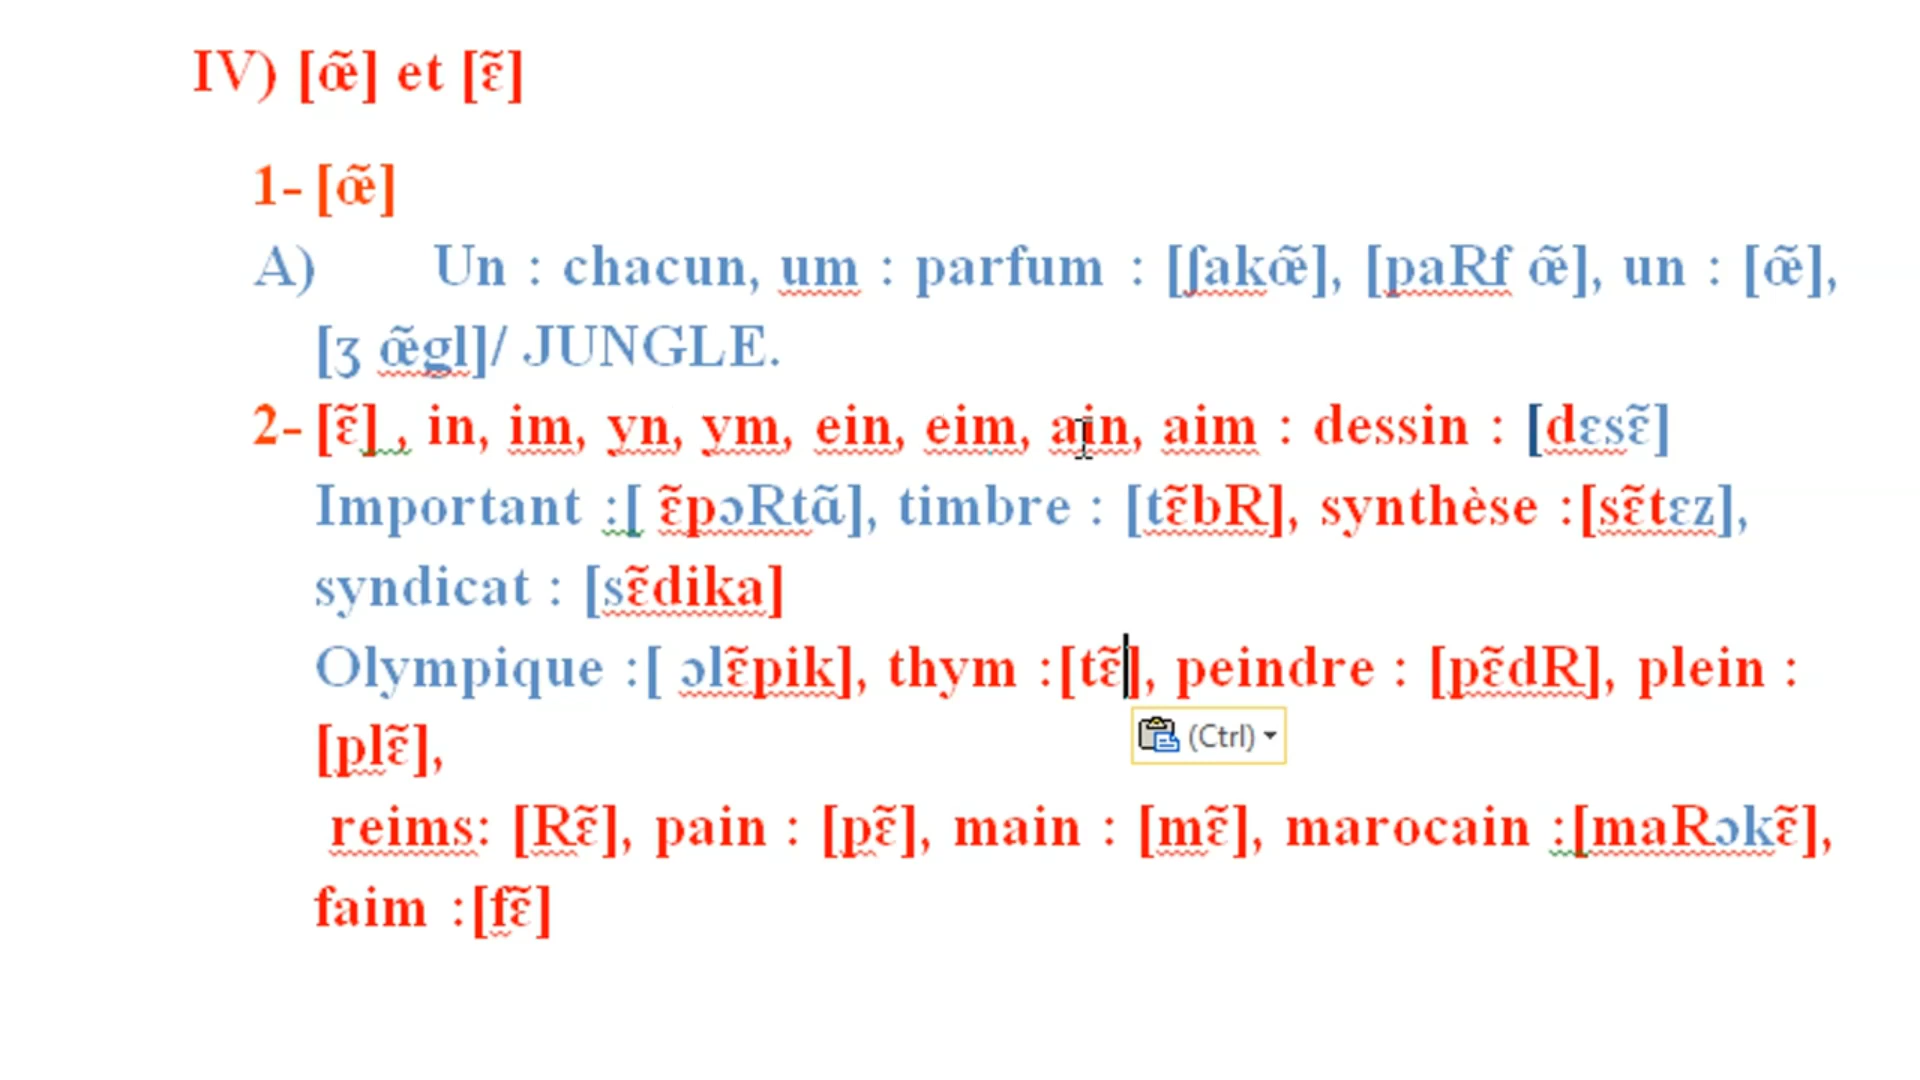 IV) [œ̃] et [ɛ̃]
1- [œ̃]
A) Un : chacun, um : parfum : [ʃakœ̃], [paRf œ̃], un : [œ̃],
[ʒ œ̃gl]/ JUNGLE.
2- [ɛ̃] , in, im, yn, ym, ein, eim, ain, aim : dessin : [dɛsɛ̃]
Important :[ ɛ̃pɔRtɑ̃], timbre : [tɛ̃bR], synthèse :[sɛ̃tɛz],
syndicat : [sɛ̃dika]
Olympique :[ ɔlɛ̃pik], thym :[tɛ̃], peindre : [pɛ̃dR], plein :
[plɛ̃],
(Ctrl)
reims: [Rɛ̃], pain : [pɛ̃], main : [mɛ̃], marocain :[maRɔkɛ̃],
faim :[fɛ̃]